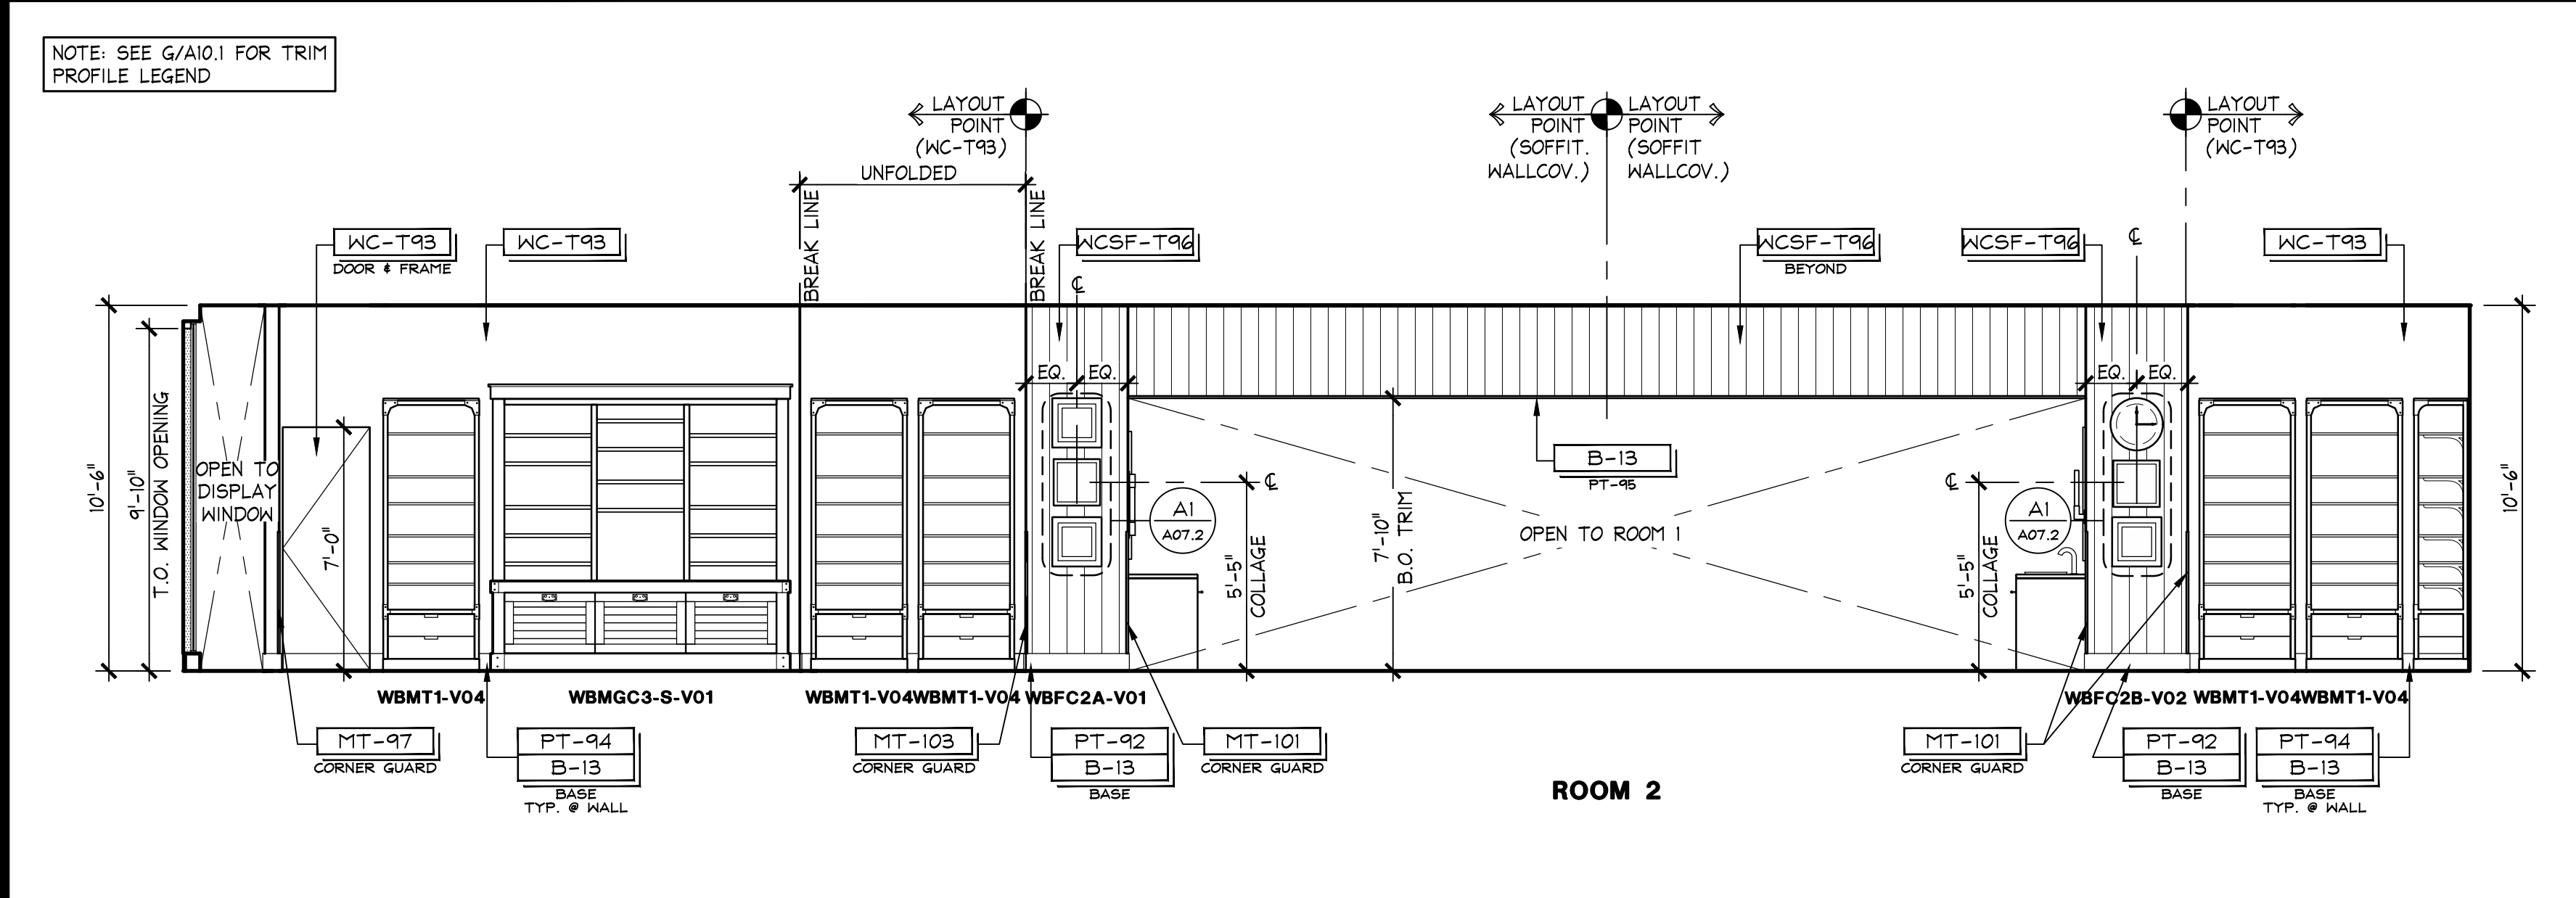 NOTE: SEE G/A10.1 FOR TRIM
PROFILE LEGEND
LAYOUT
POINT
(WC-T93)
UNFOLDED
LAYOUT
POINT
(SOFFIT.
WALLCOV.)
LAYOUT
POINT
(SOFFIT
WALLCOV.)
LAYOUT
POINT
(WC-T93)
BREAK LINE
BREAK LINE
WC-T93
DOOR & FRAME
WC-T93
WCSF-T96
WCSF-T96
BEYOND
WCSF-T96
WC-T93
℄
℄
EQ.
EQ.
EQ.
EQ.
10'-6"
9'-10"
T.O. WINDOW OPENING
OPEN TO
DISPLAY
WINDOW
7'-0"
A1
A07.2
℄
5'-5"
COLLAGE
7'-10"
B.O. TRIM
B-13
PT-95
OPEN TO ROOM 1
℄
5'-5"
COLLAGE
A1
A07.2
10'-6"
WBMT1-V04
WBMGC3-S-V01
WBMT1-V04
WBMT1-V04
WBFC2A-V01
WBFC2B-V02
WBMT1-V04
WBMT1-V04
MT-97
CORNER GUARD
PT-94
B-13
BASE
TYP. @ WALL
MT-103
CORNER GUARD
PT-92
B-13
BASE
MT-101
CORNER GUARD
ROOM 2
MT-101
CORNER GUARD
PT-92
B-13
BASE
PT-94
B-13
BASE
TYP. @ WALL